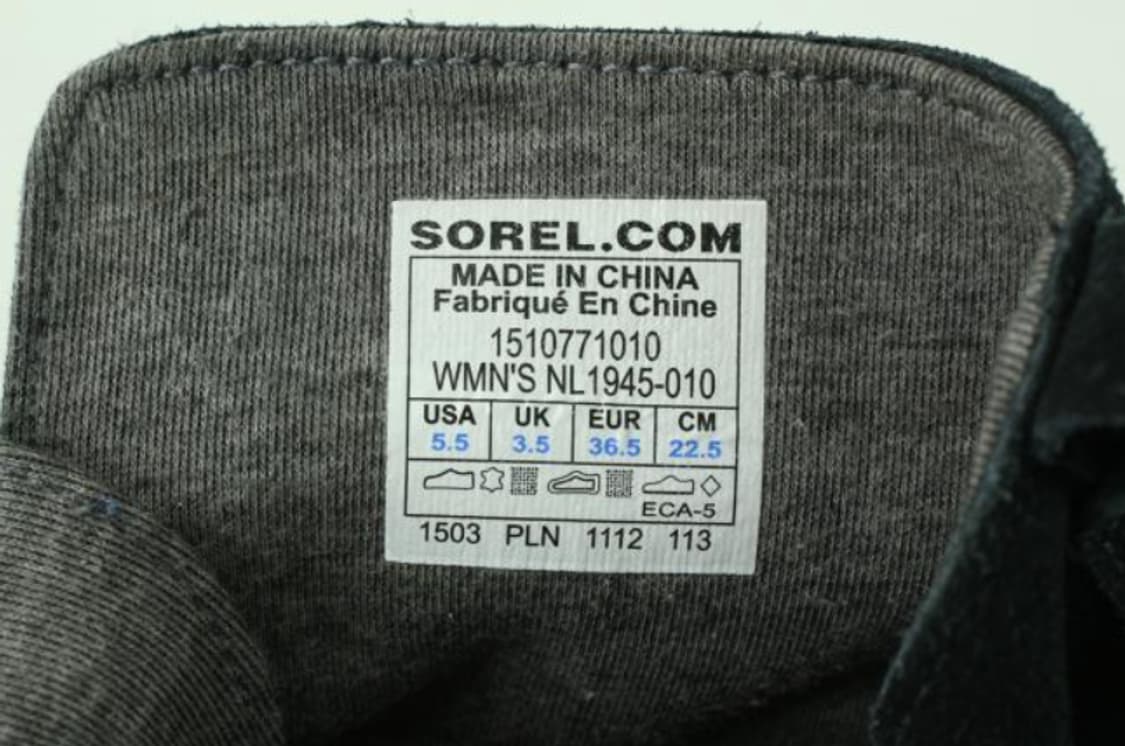 SOREL.COM
MADE IN CHINA
Fabriqué En Chine
1510771010
WMN'S NL1945-010
USA UK EUR CM
5.5 3.5 36.5 22.5
ECA-5
1503 PLN 1112 113